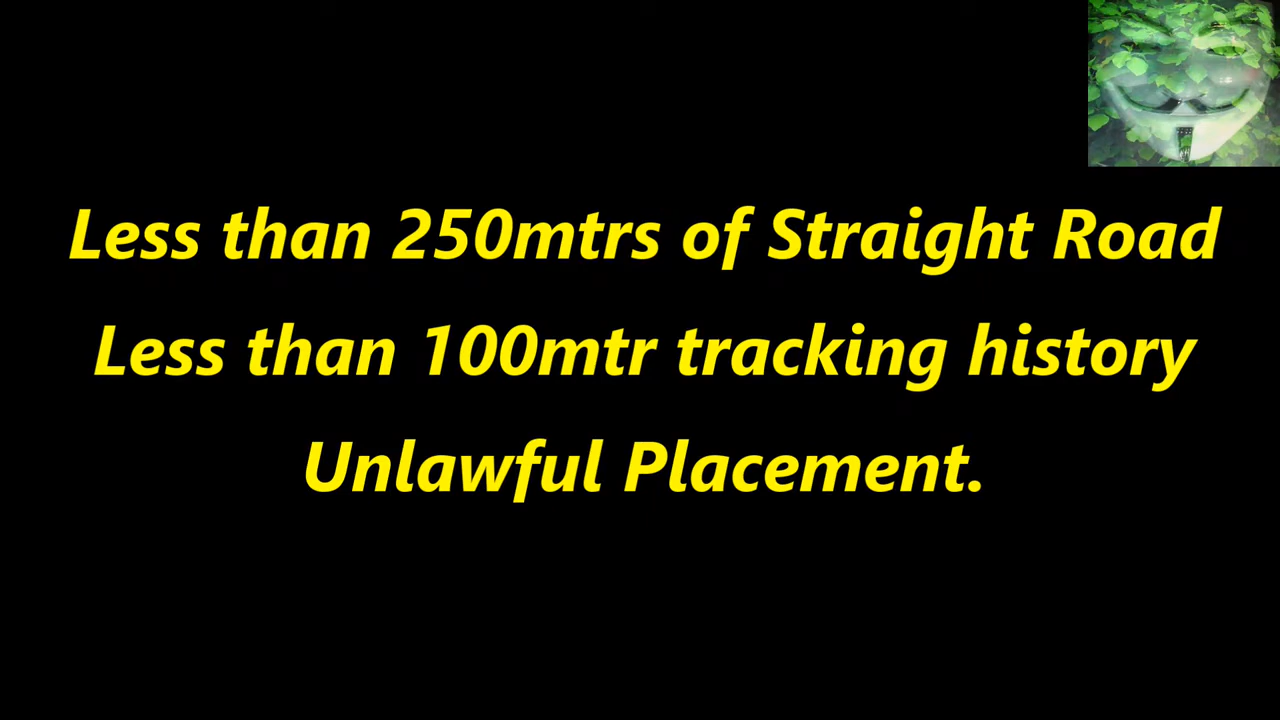 Less than 250mtrs of Straight Road
Less than 100mtr tracking history
Unlawful Placement.